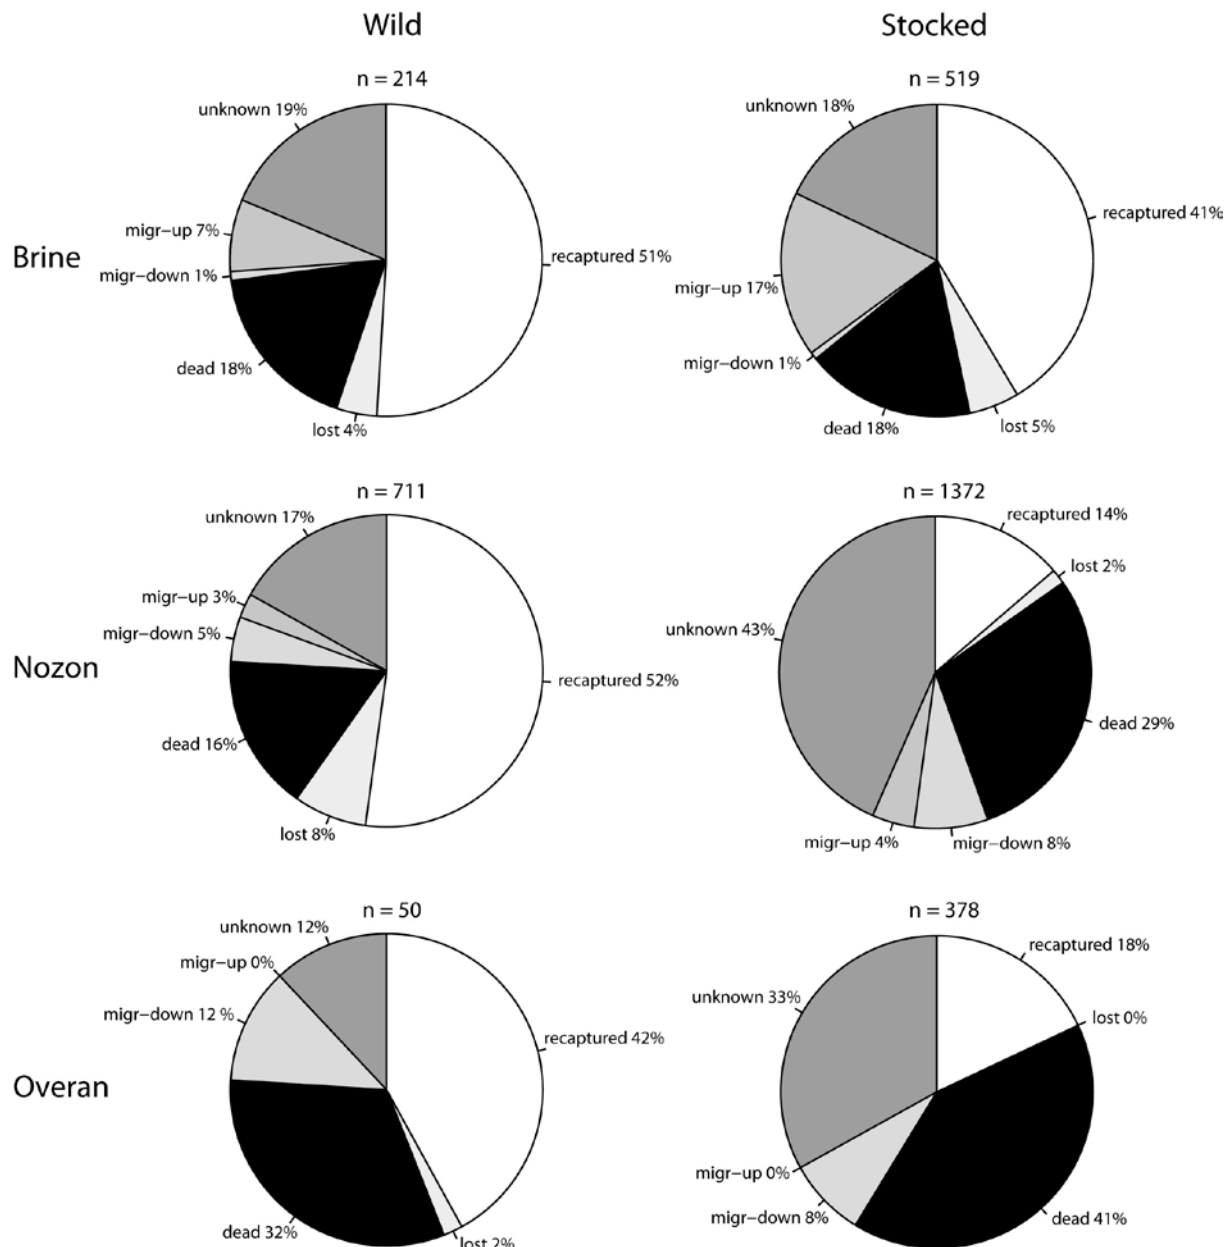 Wild
Stocked
n = 214
n = 519
unknown 19%
unknown 18%
recaptured 51%
recaptured 41%
migr−up 7%
migr−up 17%
Brine
migr−down 1%
migr−down 1%
dead 18%
dead 18%
lost 4%
lost 5%
n = 711
n = 1372
unknown 17%
recaptured 14%
lost 2%
migr−up 3%
migr−down 5%
unknown 43%
Nozon
recaptured 52%
dead 16%
dead 29%
lost 8%
migr−up 4%
migr−down 8%
n = 50
n = 378
unknown 12%
recaptured 18%
migr−up 0%
unknown 33%
migr−down 12 %
lost 0%
recaptured 42%
Overan
migr−up 0%
migr−down 8%
dead 32%
lost 2%
dead 41%